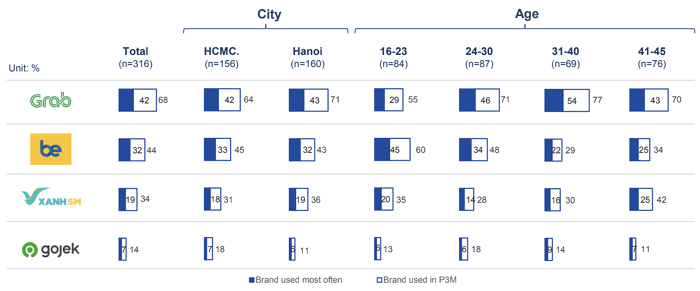 City Age
Total HCMC. Hanoi 16-23 24-30 31-40 41-45
(n=316) (n=156) (n=160) (n=84) (n=87) (n=69) (n=76)
Unit: %
Grab 42 68 42 64 43 71 29 55 46 71 54 77 43 70
be 32 44 33 45 32 43 45 60 34 48 22 29 25 34
XANH SM 19 34 18 31 19 36 20 35 14 28 16 30 25 42
gojek 7 14 7 18 11 13 6 18 9 14 7 11
Brand used most often Brand used in P3M